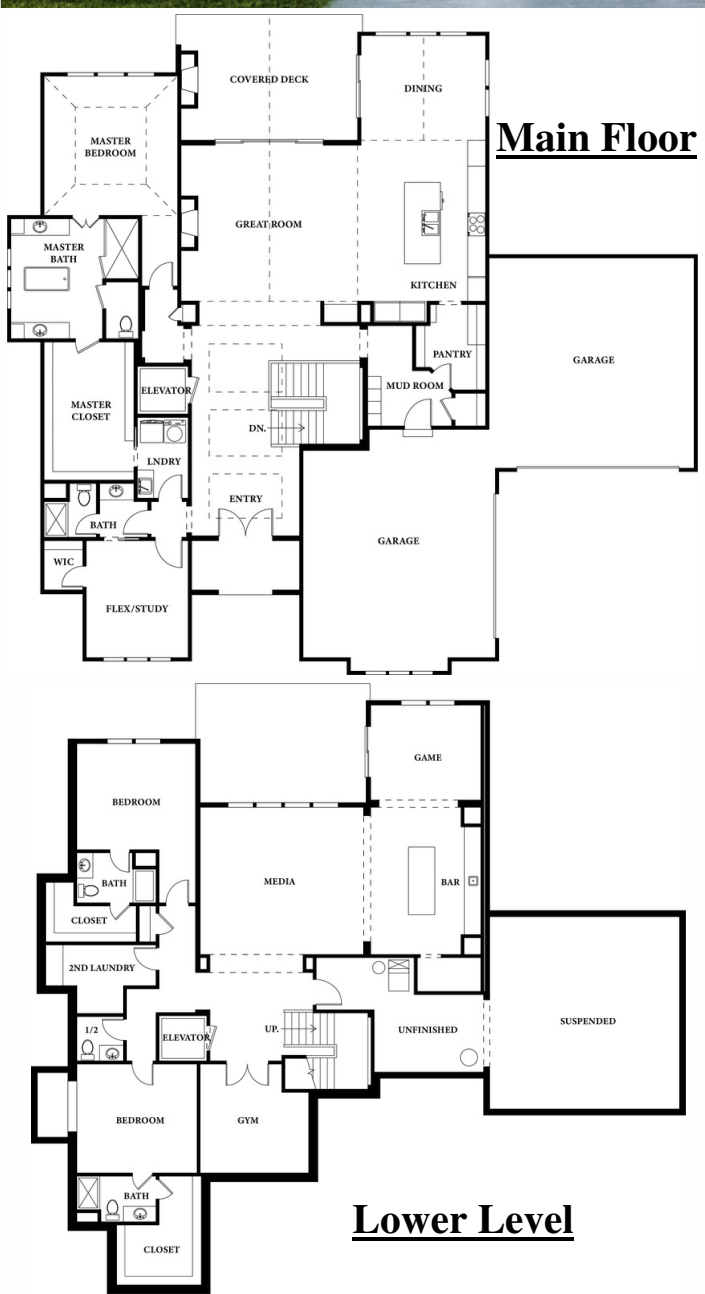 COVERED DECK
DINING
Main Floor
MASTER
BEDROOM
GREAT ROOM
MASTER
BATH
KITCHEN
PANTRY
GARAGE
MUD ROOM
ELEVATOR
MASTER
CLOSET
DN.
LNDRY
ENTRY
BATH
GARAGE
WIC
FLEX/STUDY
GAME
BEDROOM
MEDIA
BAR
BATH
CLOSET
2ND LAUNDRY
SUSPENDED
1/2
UP.
UNFINISHED
ELEVATOR
BEDROOM
GYM
BATH
Lower Level
CLOSET